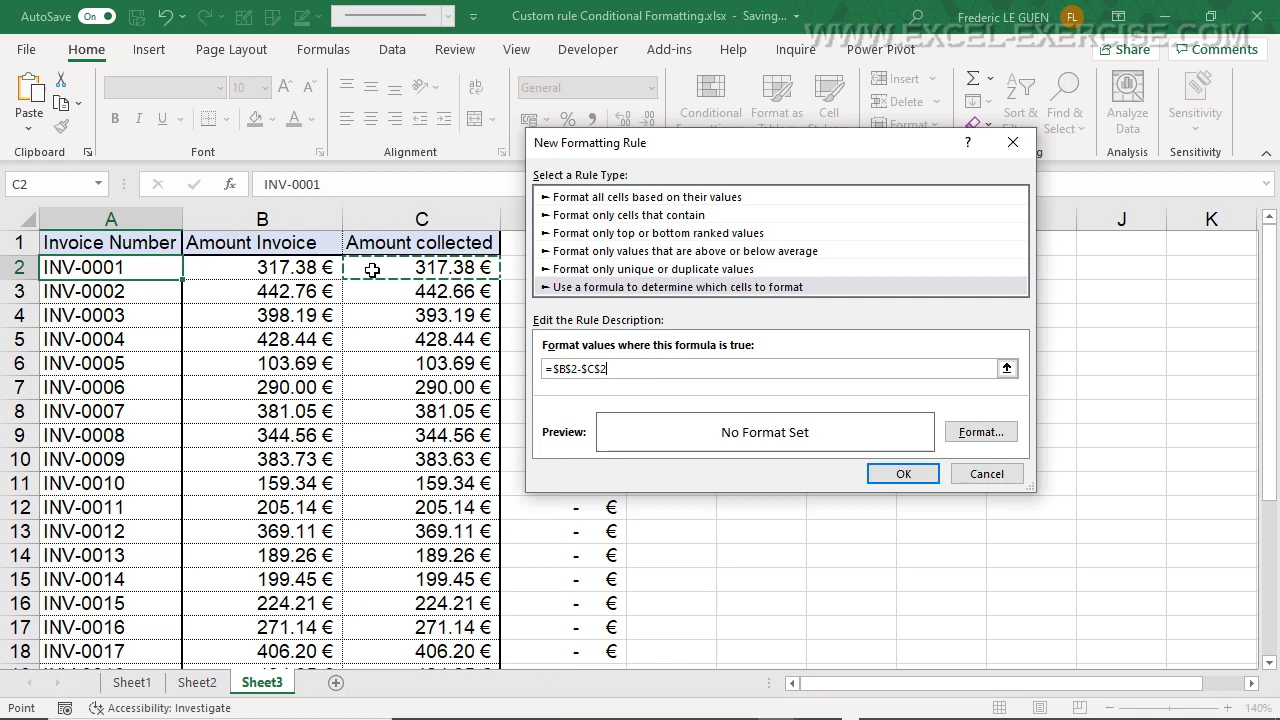 AutoSave On Custom rule Conditional Formatting.xlsx - Saving... Frederic LE GUEN FL
WWW.EXCEL-EXERCISE.COM
File Home Insert Page Layout Formulas Data Review View Developer Add-ins Help Inquire Power Pivot Share Comments
Paste
10
General
Conditional
Format as
Cell
Insert
Delete
Format
Sort &
Find &
Select
Analyze
Data
Sensitivity
Clipboard Font Alignment Analysis Sensitivity
C2 fx INV-0001
A B C J K
1 Invoice Number Amount Invoice Amount collected
2 INV-0001 317.38 € 317.38 €
3 INV-0002 442.76 € 442.66 €
4 INV-0003 398.19 € 393.19 €
5 INV-0004 428.44 € 428.44 €
6 INV-0005 103.69 € 103.69 €
7 INV-0006 290.00 € 290.00 €
8 INV-0007 381.05 € 381.05 €
9 INV-0008 344.56 € 344.56 €
10 INV-0009 383.73 € 383.63 €
11 INV-0010 159.34 € 159.34 €
12 INV-0011 205.14 € 205.14 € - €
13 INV-0012 369.11 € 369.11 € - €
14 INV-0013 189.26 € 189.26 € - €
15 INV-0014 199.45 € 199.45 € - €
16 INV-0015 224.21 € 224.21 € - €
17 INV-0016 271.14 € 271.14 € - €
18 INV-0017 406.20 € 406.20 € - €
New Formatting Rule ?
Select a Rule Type:
► Format all cells based on their values
► Format only cells that contain
► Format only top or bottom ranked values
► Format only values that are above or below average
► Format only unique or duplicate values
► Use a formula to determine which cells to format
Edit the Rule Description:
Format values where this formula is true:
=$B$2-$C$2
Preview: No Format Set Format...
OK Cancel
Sheet1 Sheet2 Sheet3
Point Accessibility: Investigate 140%